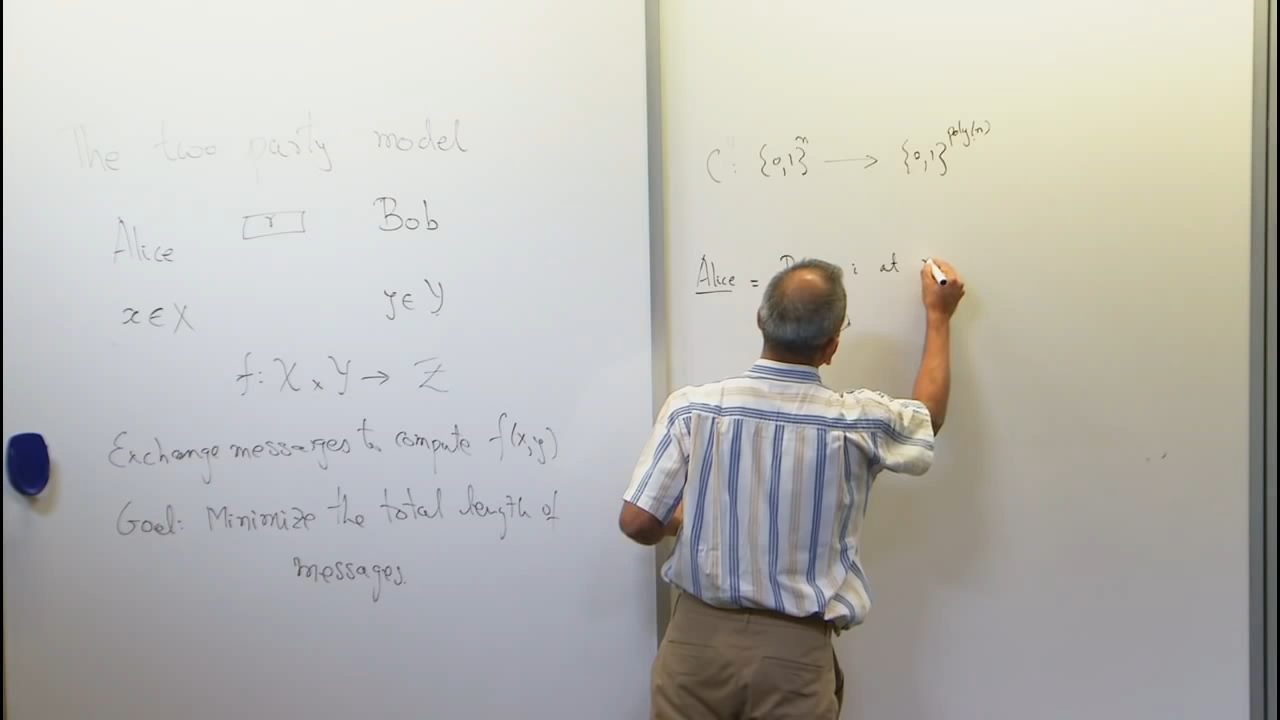 The two party model
Alice r Bob
x ∈ X y ∈ Y
f: X × Y → Z
Exchange messages to compute f(x,y)
Goal: Minimize the total length of
messages.
C: {0,1}^n → {0,1}^poly(n)
Alice = i at